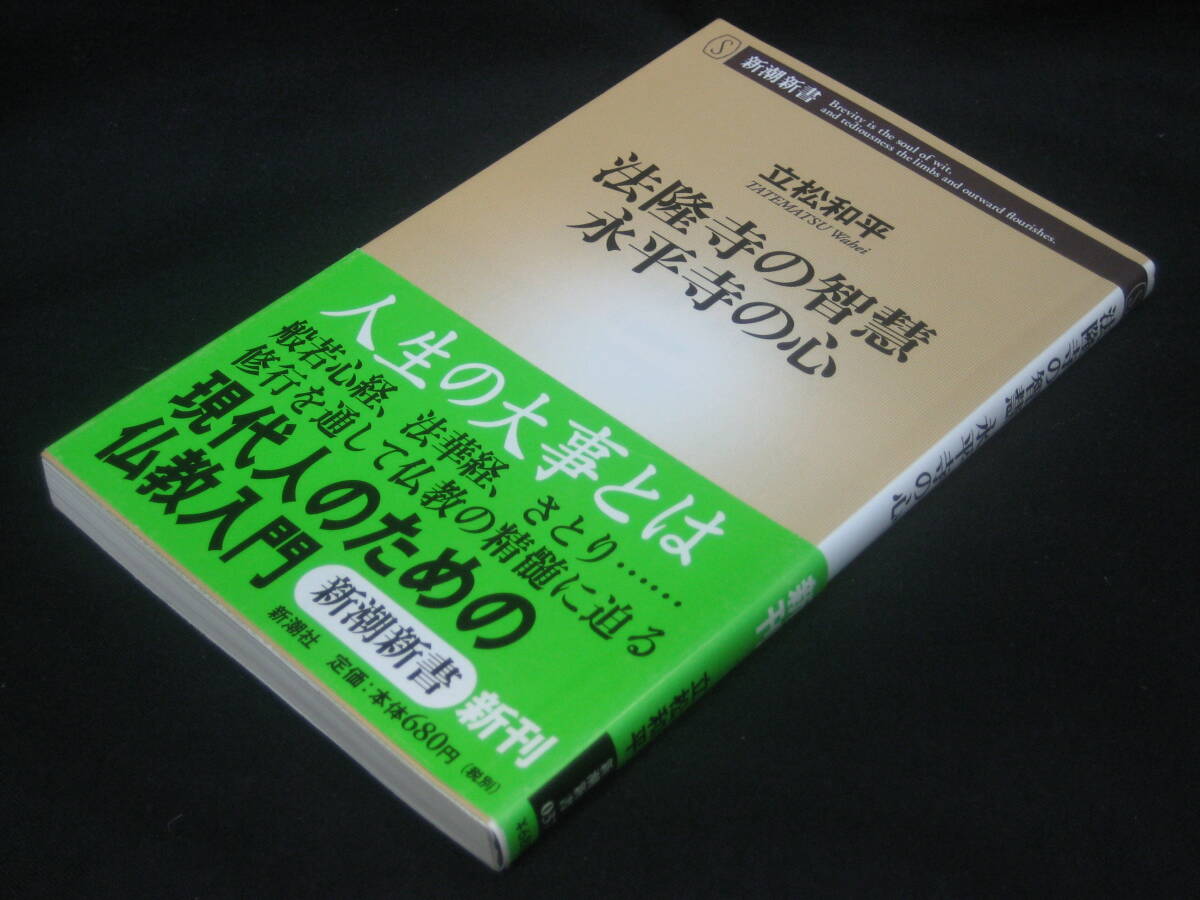 S
新潮新書
Brevity is the soul of wit,
and tediousness the limbs and outward flourishes.
立松和平
TATEMATSU Wahei
法隆寺の智慧
永平寺の心
人生の大事とは
般若心経、法華経、さとり……
修行を通して仏教の精髄に迫る
現代人のための
仏教入門
新潮新書
新刊
新潮社 定価：本体680円（税別）
法隆寺の智慧 永平寺の心
新刊
立松和平